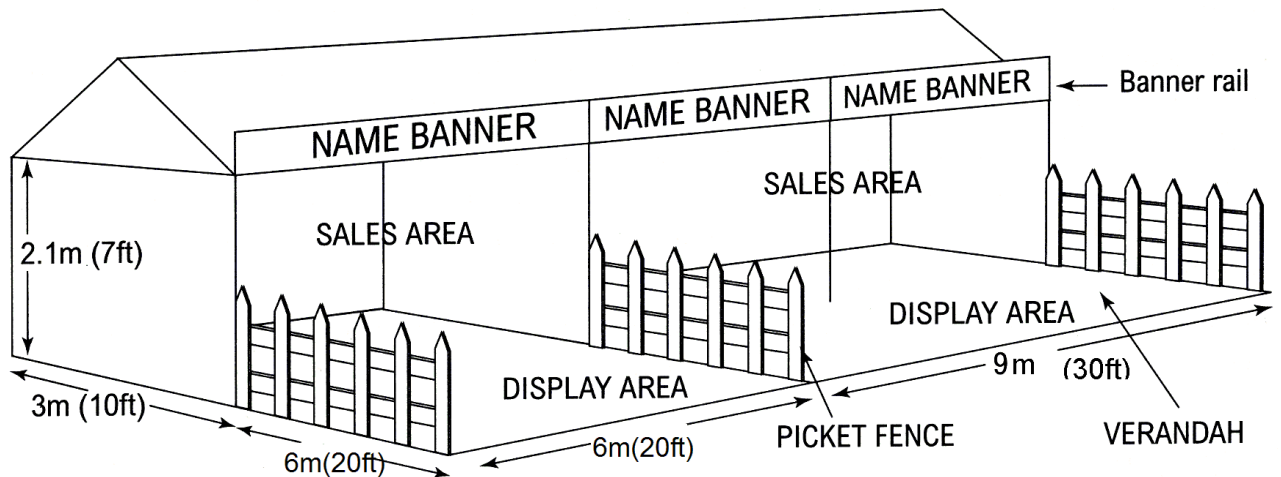 NAME BANNER
NAME BANNER
NAME BANNER
Banner rail
SALES AREA
SALES AREA
2.1m (7ft)
DISPLAY AREA
DISPLAY AREA
3m (10ft)
6m(20ft)
6m(20ft)
9m (30ft)
PICKET FENCE
VERANDAH